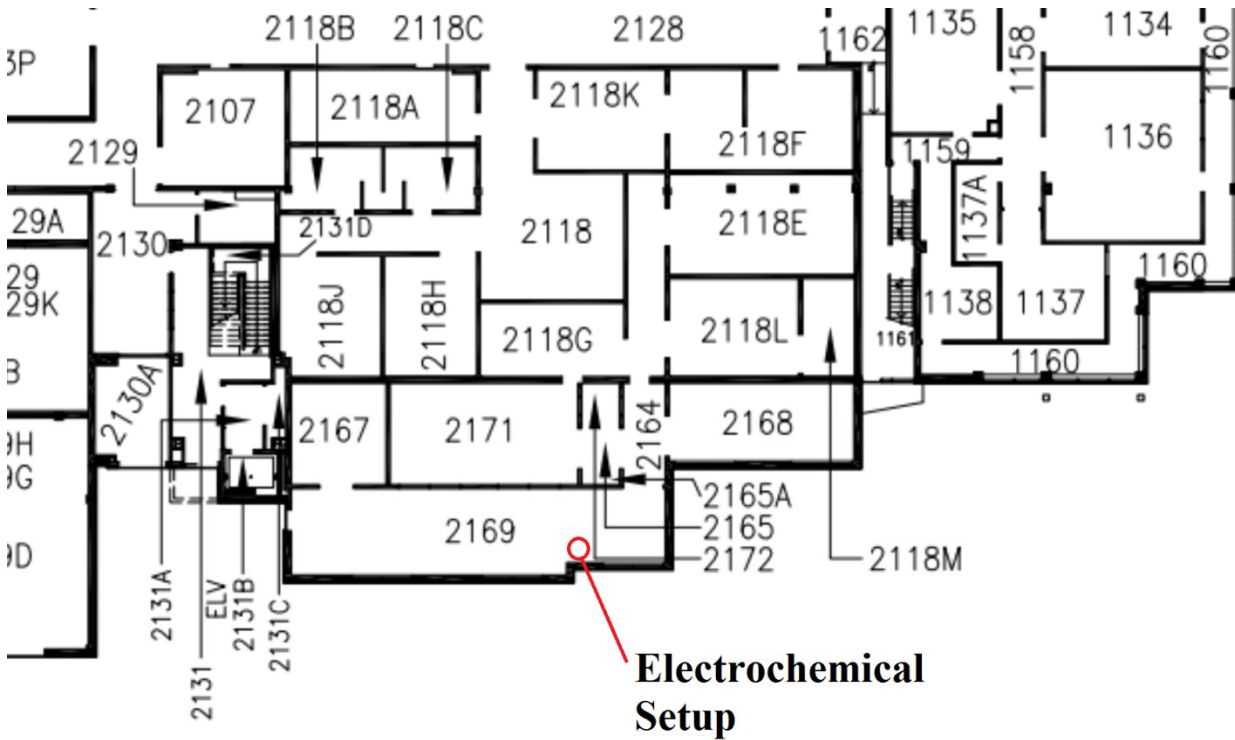 2118B
2118C
2128
1162
1135
1158
1134
1160
3P
2107
2118A
2118K
2118F
1136
2129
1159
29A
2130
2131D
2118
2118E
1137A
29
29K
2118J
2118H
2118G
2118L
1161
1138
1137
1160
1160
B
2130A
9H
9G
2167
2171
2164
2168
2165A
2165
2172
2118M
9D
2169
2131A
ELV
2131B
2131C
2131
Electrochemical
Setup